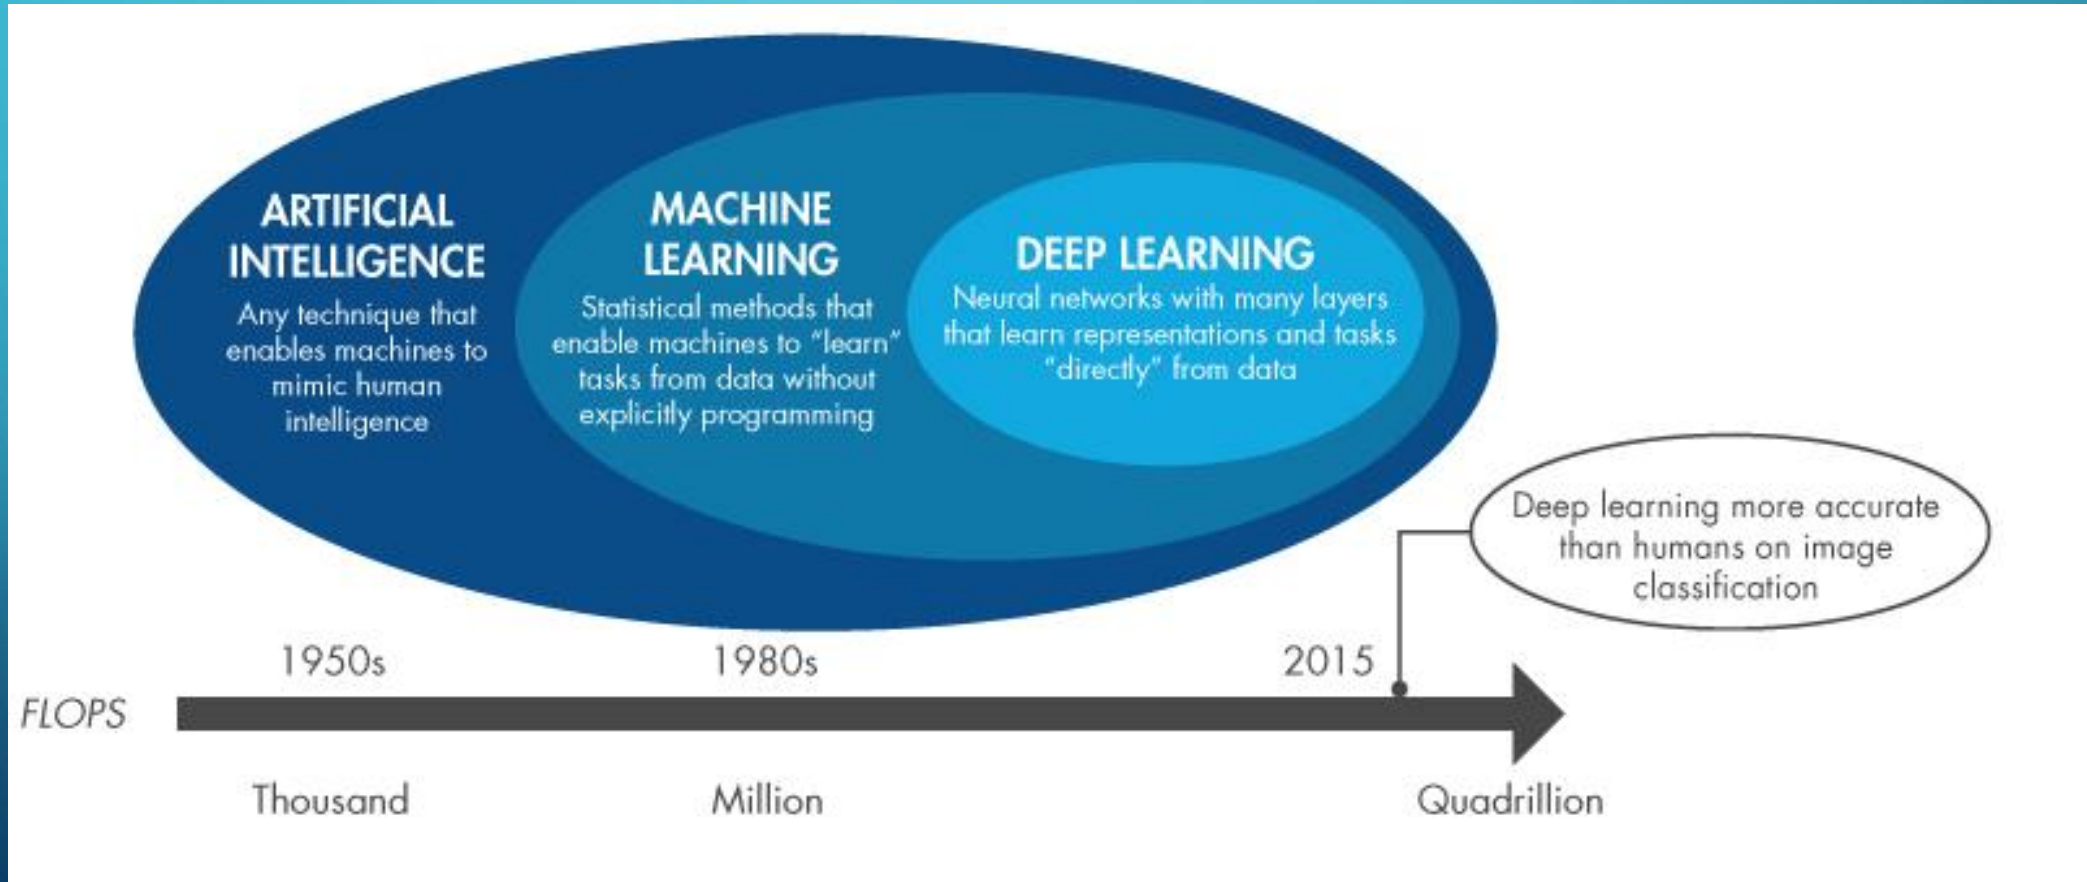 ARTIFICIAL
INTELLIGENCE
Any technique that
enables machines to
mimic human
intelligence
MACHINE
LEARNING
Statistical methods that
enable machines to “learn”
tasks from data without
explicitly programming
DEEP LEARNING
Neural networks with many layers
that learn representations and tasks
“directly” from data
Deep learning more accurate
than humans on image
classification
1950s 1980s 2015
FLOPS
Thousand Million Quadrillion